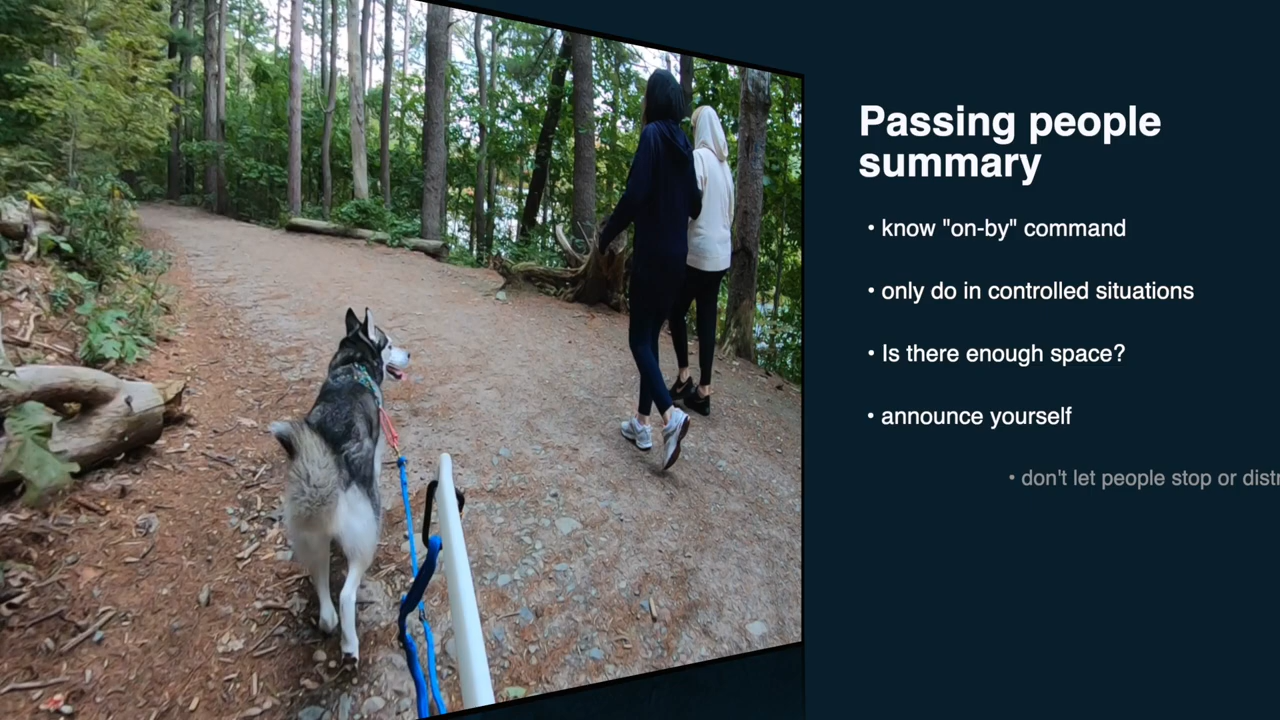 Passing people
summary
• know "on-by" command
• only do in controlled situations
• Is there enough space?
• announce yourself
• don't let people stop or